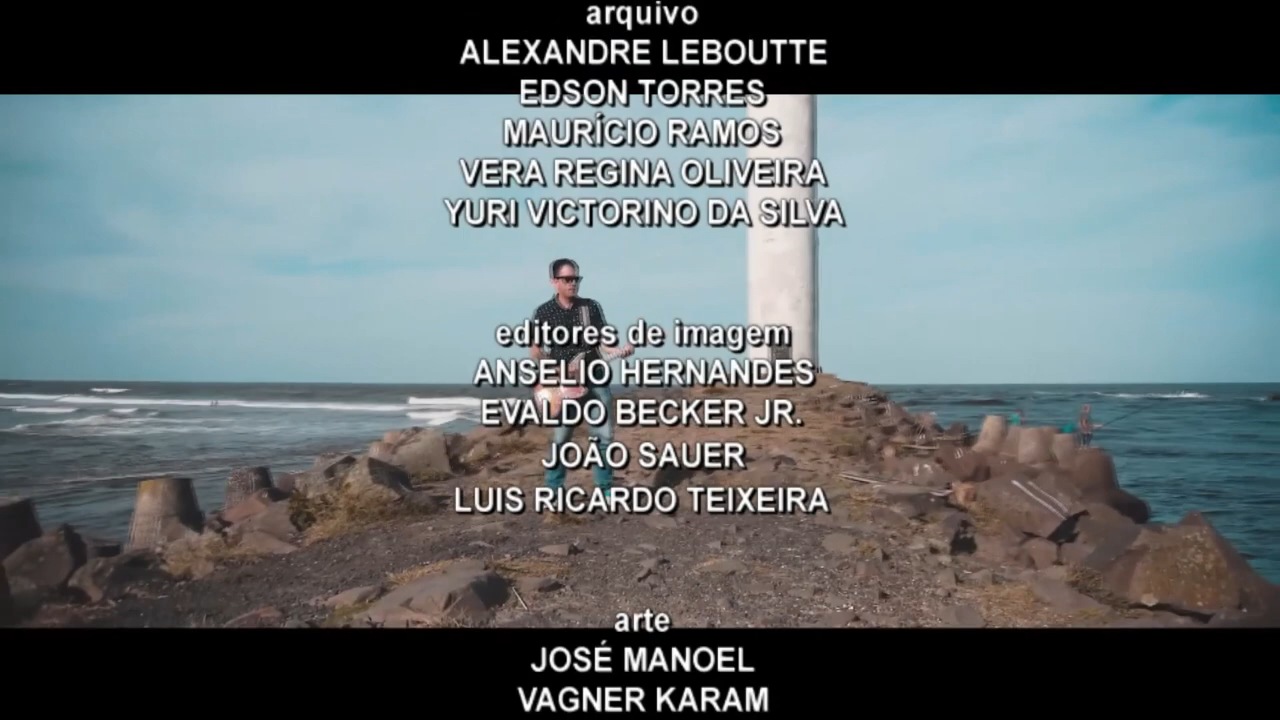 arquivo
ALEXANDRE LEBOUTTE
EDSON TORRES
MAURÍCIO RAMOS
VERA REGINA OLIVEIRA
YURI VICTORINO DA SILVA
editores de imagem
ANSELIO HERNANDES
EVALDO BECKER JR.
JOÃO SAUER
LUIS RICARDO TEIXEIRA
arte
JOSÉ MANOEL
VAGNER KARAM